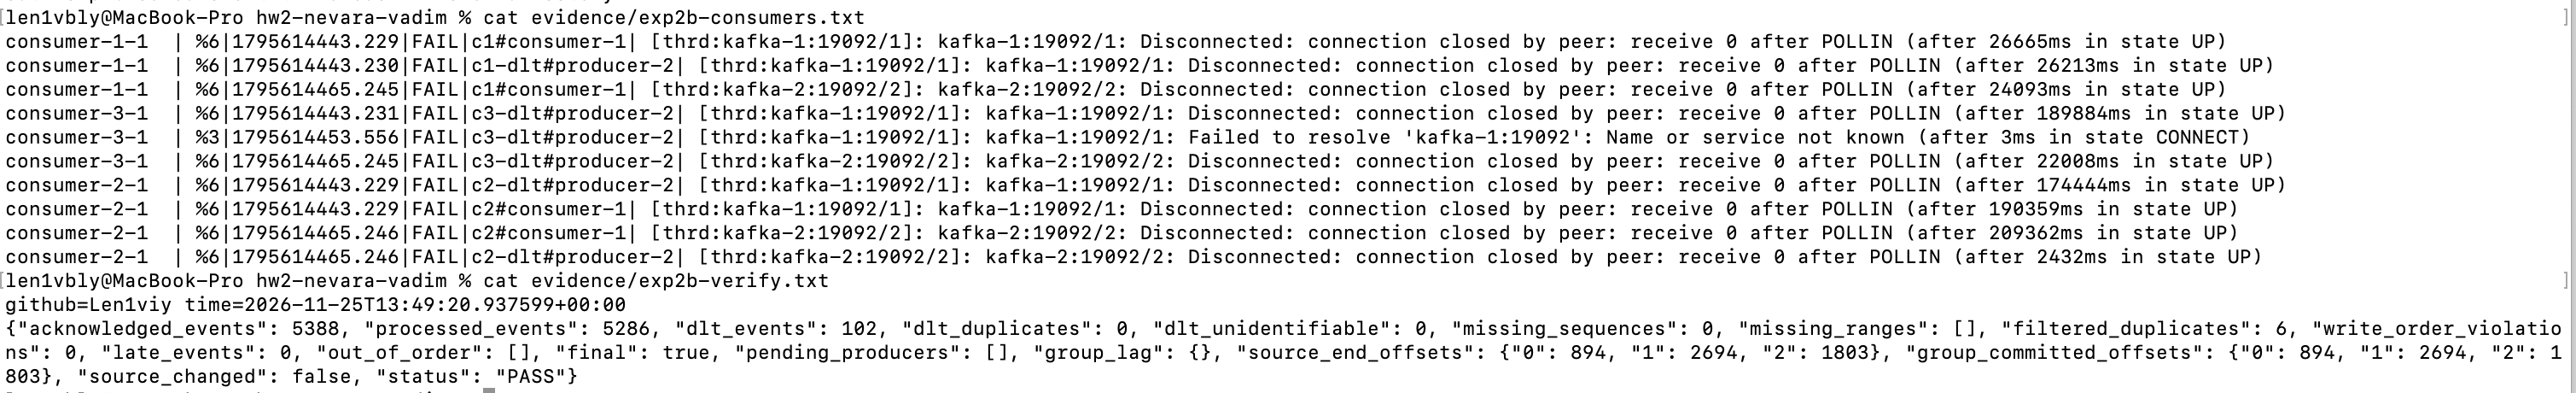 len1vbly@MacBook-Pro hw2-nevara-vadim % cat evidence/exp2b-consumers.txt
consumer-1-1  | %6|1795614443.229|FAIL|c1#consumer-1| [thrd:kafka-1:19092/1]: kafka-1:19092/1: Disconnected: connection closed by peer: receive 0 after POLLIN (after 26665ms in state UP)
consumer-1-1  | %6|1795614443.230|FAIL|c1-dlt#producer-2| [thrd:kafka-1:19092/1]: kafka-1:19092/1: Disconnected: connection closed by peer: receive 0 after POLLIN (after 26213ms in state UP)
consumer-1-1  | %6|1795614465.245|FAIL|c1#consumer-1| [thrd:kafka-2:19092/2]: kafka-2:19092/2: Disconnected: connection closed by peer: receive 0 after POLLIN (after 24093ms in state UP)
consumer-3-1  | %6|1795614443.231|FAIL|c3-dlt#producer-2| [thrd:kafka-1:19092/1]: kafka-1:19092/1: Disconnected: connection closed by peer: receive 0 after POLLIN (after 189884ms in state UP)
consumer-3-1  | %3|1795614453.556|FAIL|c3-dlt#producer-2| [thrd:kafka-1:19092/1]: kafka-1:19092/1: Failed to resolve 'kafka-1:19092': Name or service not known (after 3ms in state CONNECT)
consumer-3-1  | %6|1795614465.245|FAIL|c3-dlt#producer-2| [thrd:kafka-2:19092/2]: kafka-2:19092/2: Disconnected: connection closed by peer: receive 0 after POLLIN (after 22008ms in state UP)
consumer-2-1  | %6|1795614443.229|FAIL|c2-dlt#producer-2| [thrd:kafka-1:19092/1]: kafka-1:19092/1: Disconnected: connection closed by peer: receive 0 after POLLIN (after 174444ms in state UP)
consumer-2-1  | %6|1795614443.229|FAIL|c2#consumer-1| [thrd:kafka-1:19092/1]: kafka-1:19092/1: Disconnected: connection closed by peer: receive 0 after POLLIN (after 190359ms in state UP)
consumer-2-1  | %6|1795614465.246|FAIL|c2#consumer-1| [thrd:kafka-2:19092/2]: kafka-2:19092/2: Disconnected: connection closed by peer: receive 0 after POLLIN (after 209362ms in state UP)
consumer-2-1  | %6|1795614465.246|FAIL|c2-dlt#producer-2| [thrd:kafka-2:19092/2]: kafka-2:19092/2: Disconnected: connection closed by peer: receive 0 after POLLIN (after 2432ms in state UP)
len1vbly@MacBook-Pro hw2-nevara-vadim % cat evidence/exp2b-verify.txt
github=Len1viy time=2026-11-25T13:49:20.937599+00:00
{"acknowledged_events": 5388, "processed_events": 5286, "dlt_events": 102, "dlt_duplicates": 0, "dlt_unidentifiable": 0, "missing_sequences": 0, "missing_ranges": [], "filtered_duplicates": 6, "write_order_violatio
ns": 0, "late_events": 0, "out_of_order": [], "final": true, "pending_producers": [], "group_lag": {}, "source_end_offsets": {"0": 894, "1": 2694, "2": 1803}, "group_committed_offsets": {"0": 894, "1": 2694, "2": 1
803}, "source_changed": false, "status": "PASS"}